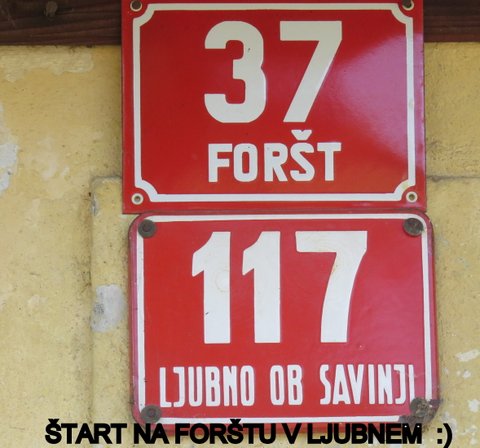 37
FORŠT
117
LJUBNO OB SAVINJI
ŠTART NA FORŠTU V LJUBNEM :)